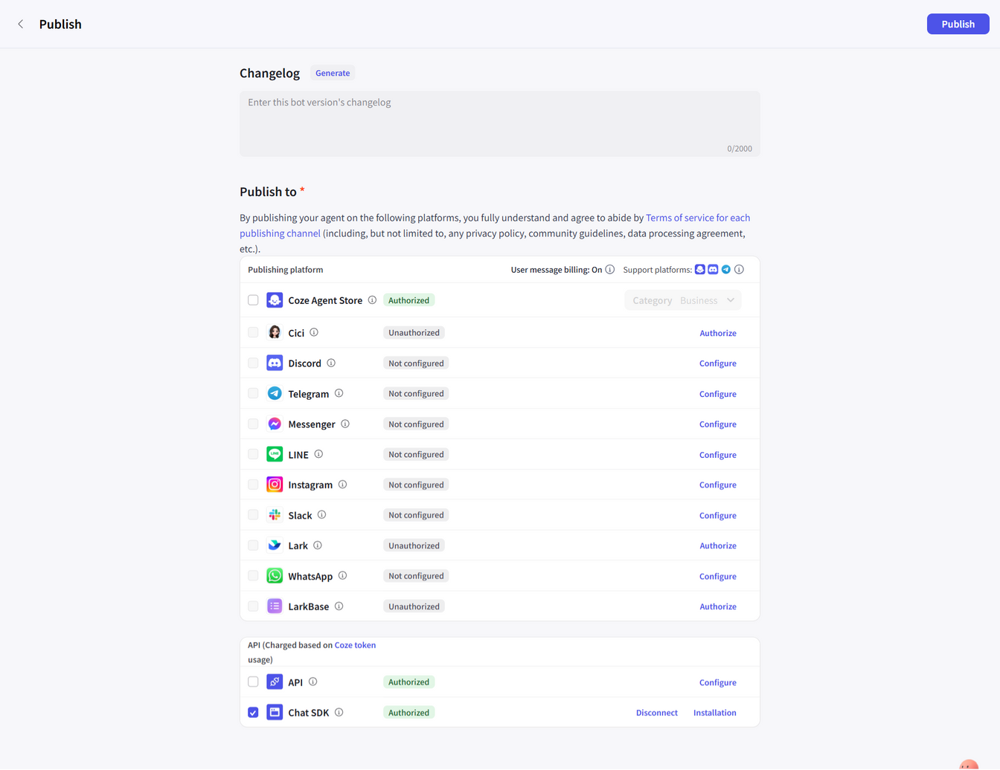 Publish
Publish
Changelog Generate
Enter this bot version's changelog
0/2000
Publish to *
By publishing your agent on the following platforms, you fully understand and agree to abide by Terms of service for each
publishing channel (including, but not limited to, any privacy policy, community guidelines, data processing agreement,
etc.).
Publishing platform User message billing: On Support platforms:
Coze Agent Store Authorized Category Business
Cici Unauthorized Authorize
Discord Not configured Configure
Telegram Not configured Configure
Messenger Not configured Configure
LINE Not configured Configure
Instagram Not configured Configure
Slack Not configured Configure
Lark Unauthorized Authorize
WhatsApp Not configured Configure
LarkBase Unauthorized Authorize
API (Charged based on Coze token
usage)
API Authorized Configure
Chat SDK Authorized Disconnect Installation